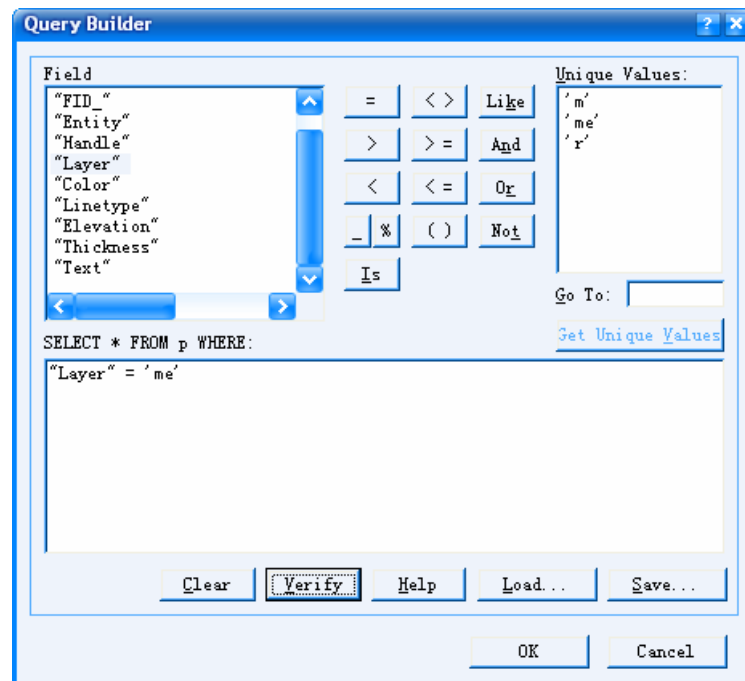 Query Builder
Field
"FID_"
"Entity"
"Handle"
"Layer"
"Color"
"Linetype"
"Elevation"
"Thickness"
"Text"
= < > Like
> > = And
< < = Or
_ % ( ) Not
Is
Unique Values:
'm'
'me'
'r'
Go To:
Get Unique Values
SELECT * FROM p WHERE:
"Layer" = 'me'
Clear Verify Help Load... Save...
OK Cancel